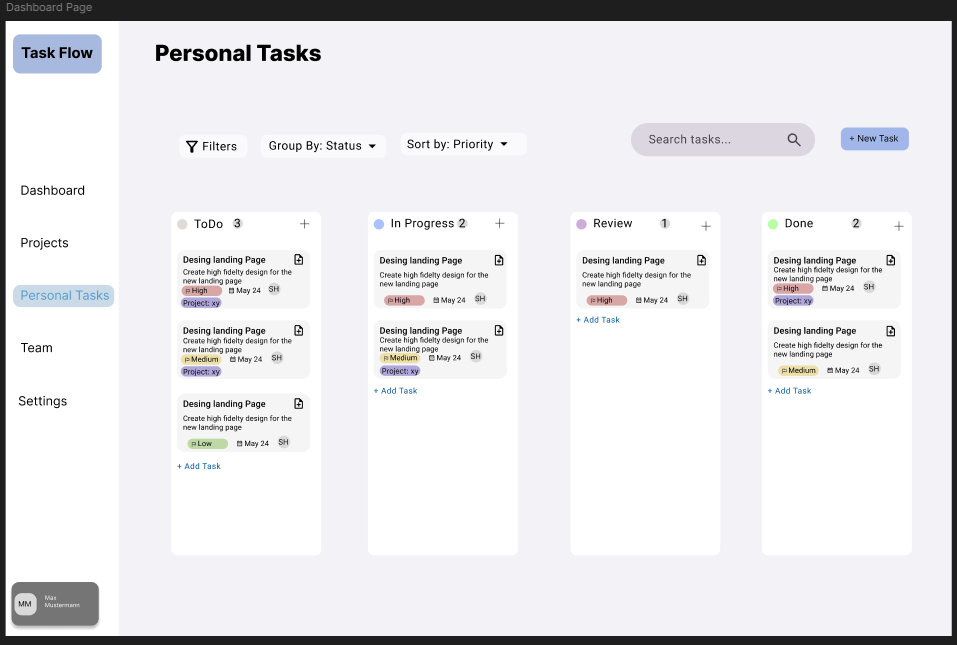 Dashboard Page
Task Flow
Personal Tasks
Filters
Group By: Status
Sort by: Priority
Search tasks...
+ New Task
Dashboard
Projects
Personal Tasks
Team
Settings
MM
Max
Mustermann
ToDo 3
Desing landing Page
Create high fidelty design for the
new landing page
High May 24 SH
Project: xy
Desing landing Page
Create high fidelty design for the
new landing page
Medium May 24 SH
Project: xy
Desing landing Page
Create high fidelty design for the
new landing page
Low May 24 SH
+ Add Task
In Progress 2
Desing landing Page
Create high fidelty design for the
new landing page
High May 24 SH
Desing landing Page
Create high fidelty design for the
new landing page
Medium May 24 SH
Project: xy
+ Add Task
Review 1
Desing landing Page
Create high fidelty design for the
new landing page
High May 24 SH
+ Add Task
Done 2
Desing landing Page
Create high fidelty design for the
new landing page
High May 24 SH
Project: xy
Desing landing Page
Create high fidelty design for the
new landing page
Medium May 24 SH
+ Add Task